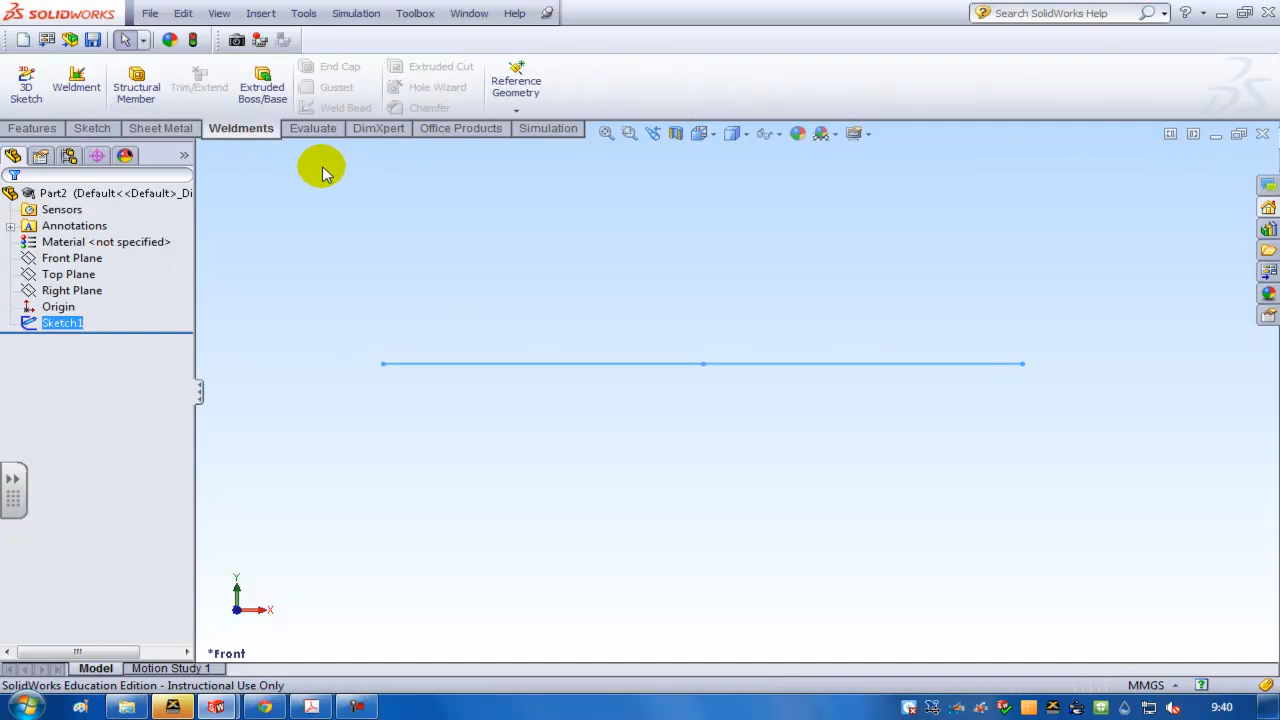 SOLIDWORKS File Edit View Insert Tools Simulation Toolbox Window Help Search SolidWorks Help
3D Sketch
Weldment
Structural Member
Trim/Extend
Extruded Boss/Base
End Cap
Gusset
Weld Bead
Extruded Cut
Hole Wizard
Chamfer
Reference Geometry
Features Sketch Sheet Metal Weldments Evaluate DimXpert Office Products Simulation
Part2 (Default<<Default>_Di
Sensors
Annotations
Material <not specified>
Front Plane
Top Plane
Right Plane
Origin
Sketch1
Y
X
*Front
Model Motion Study 1
SolidWorks Education Edition - Instructional Use Only MMGS
9:40